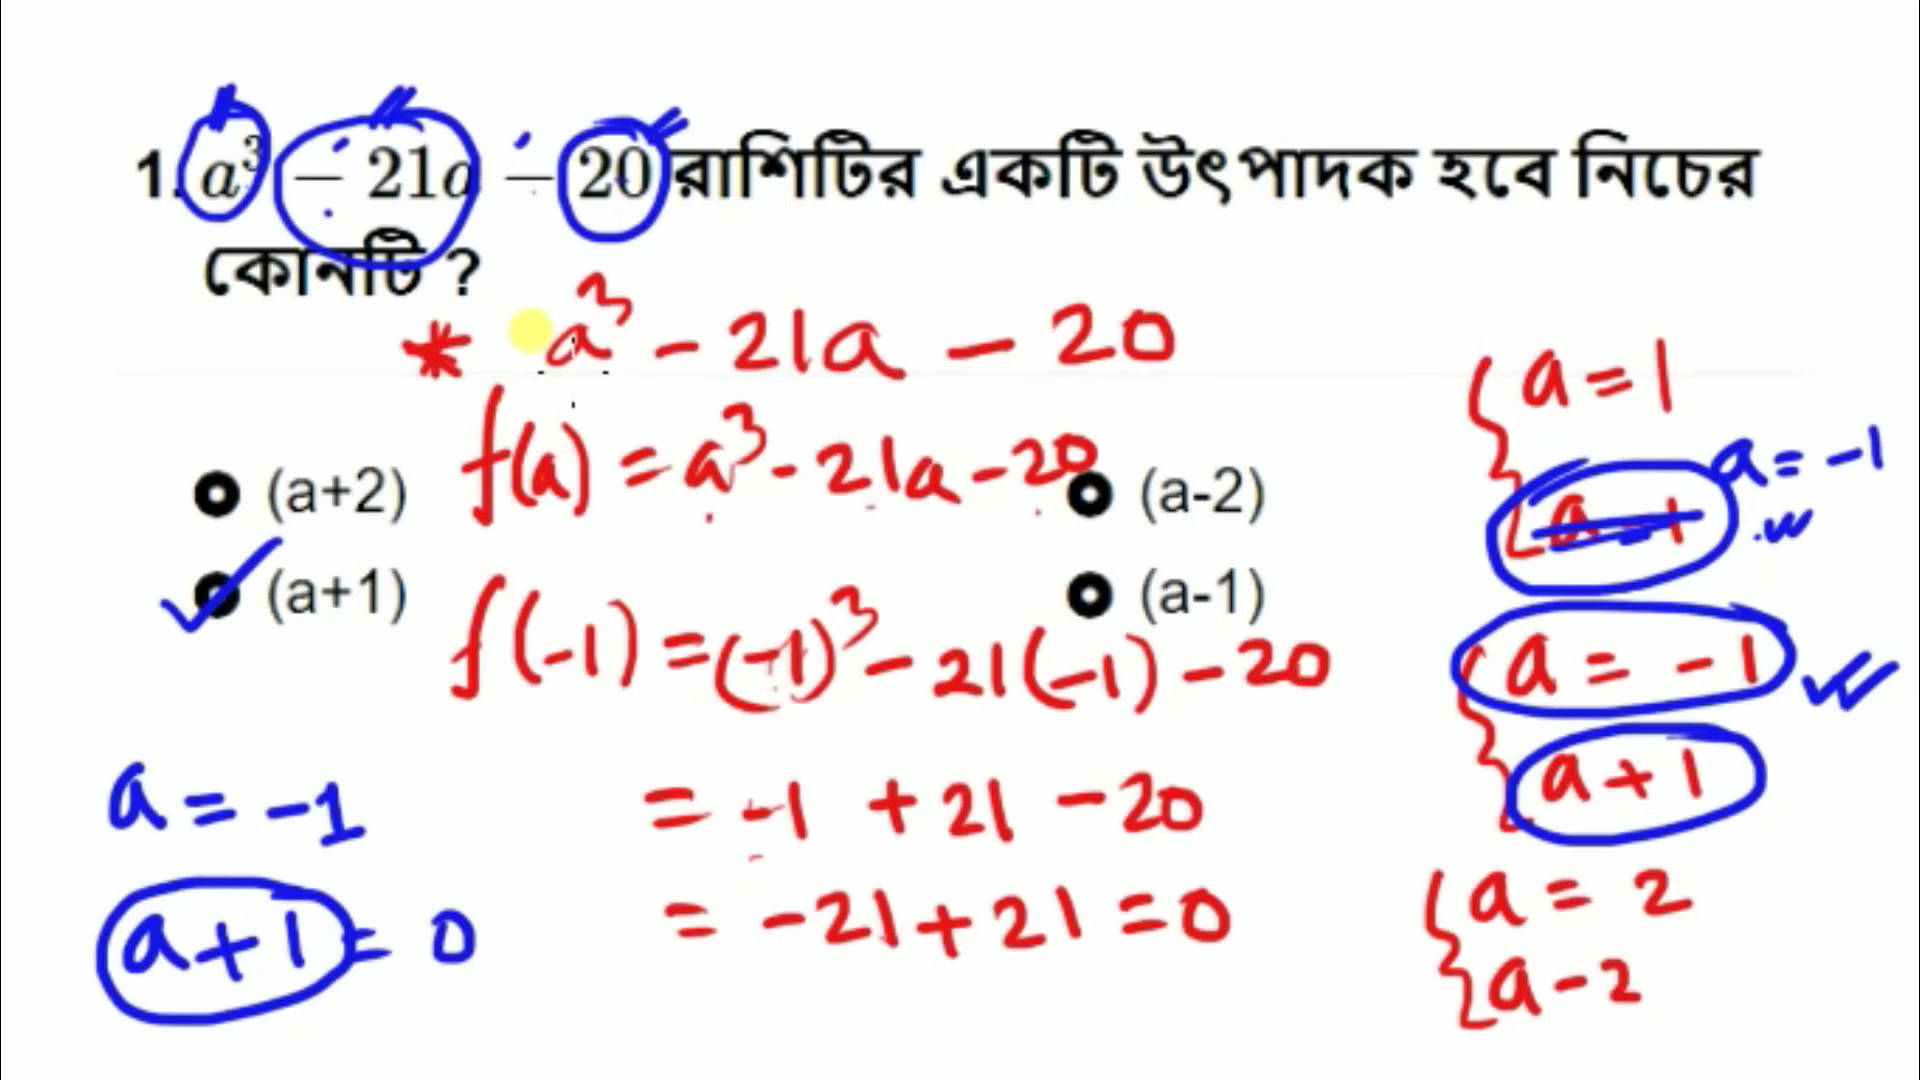 1. a³ − 21a − 20 রাশিটির একটি উৎপাদক হবে নিচের
কোনটি ?
* a³ - 21a - 20
a = 1
f(a) = a³ - 21a - 20
a = -1
(a+2)
(a-2)
a - 1
(a+1)
(a-1)
f(-1) = (-1)³ - 21(-1) - 20
a = -1
a = -1
= -1 + 21 - 20
a + 1
a + 1 = 0
= -21 + 21 = 0
a = 2
a - 2